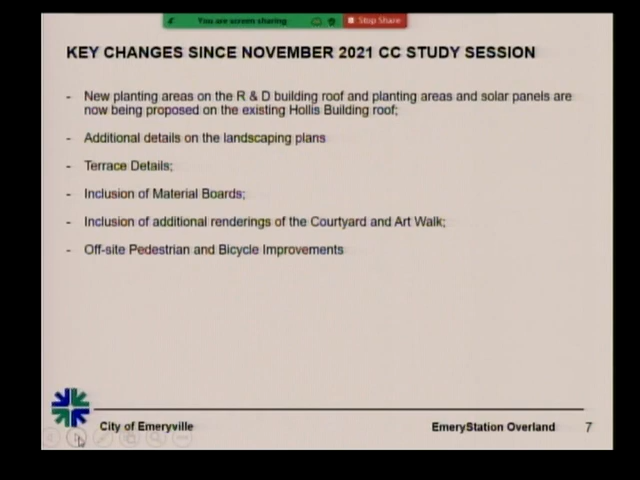 You are screen sharing
Stop Share
KEY CHANGES SINCE NOVEMBER 2021 CC STUDY SESSION
- New planting areas on the R & D building roof and planting areas and solar panels are
now being proposed on the existing Hollis Building roof;
- Additional details on the landscaping plans
- Terrace Details;
- Inclusion of Material Boards;
- Inclusion of additional renderings of the Courtyard and Art Walk;
- Off-site Pedestrian and Bicycle Improvements
City of Emeryville
EmeryStation Overland
7